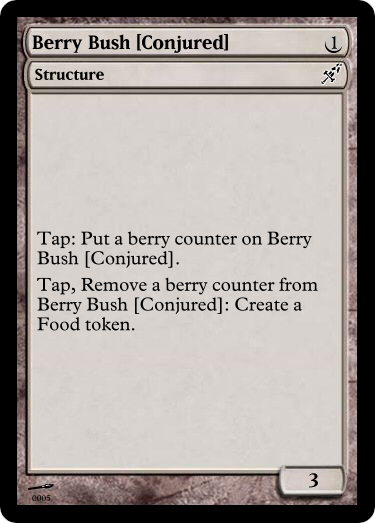 Berry Bush [Conjured] 1
Structure
Tap: Put a berry counter on Berry
Bush [Conjured].
Tap, Remove a berry counter from
Berry Bush [Conjured]: Create a
Food token.
3
0005